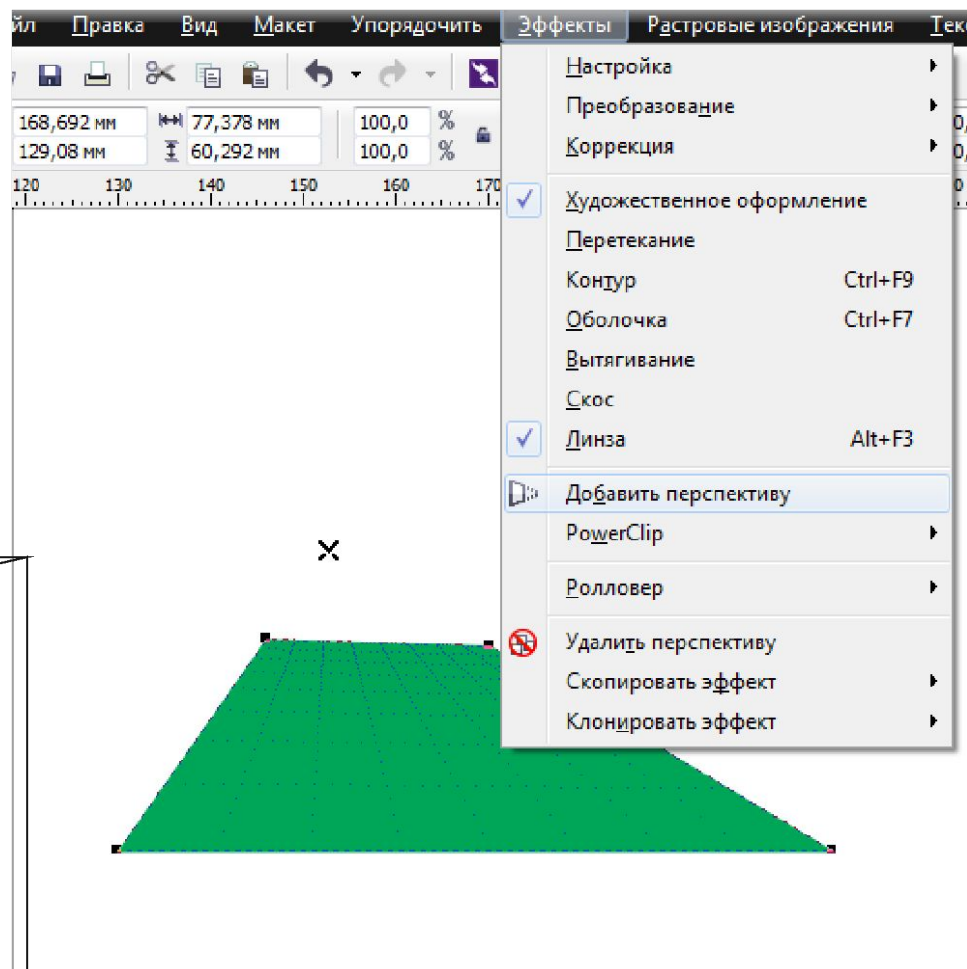 йл Правка Вид Макет Упорядочить Эффекты Растровые изображения Тек
168,692 мм 77,378 мм 100,0 %
129,08 мм 60,292 мм 100,0 %
120 130 140 150 160 170
Настройка
Преобразование
Коррекция
Художественное оформление
Перетекание
Контур Ctrl+F9
Оболочка Ctrl+F7
Вытягивание
Скос
Линза Alt+F3
Добавить перспективу
PowerClip
Ролловер
Удалить перспективу
Скопировать эффект
Клонировать эффект